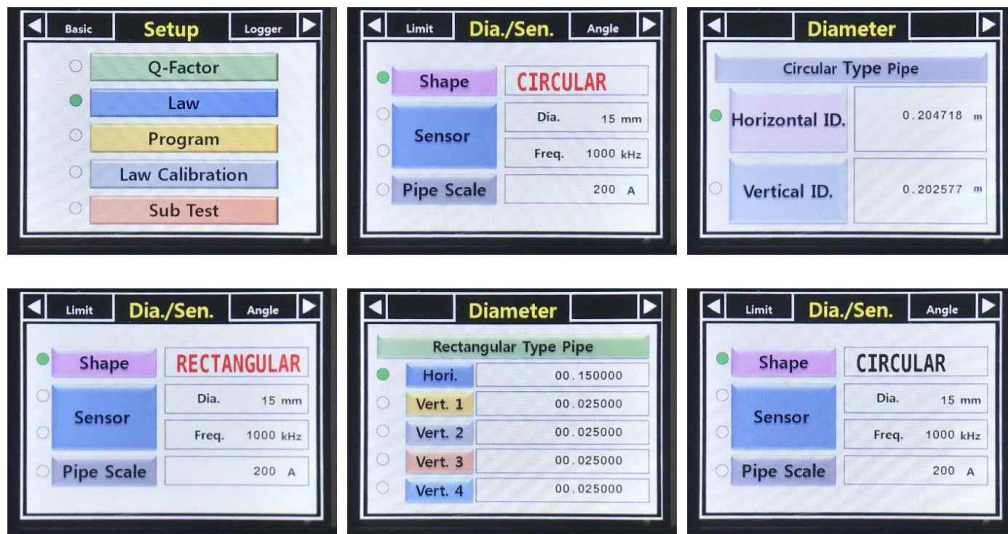 Basic Setup Logger
Q-Factor
Law
Program
Law Calibration
Sub Test
Limit Dia./Sen. Angle
Shape CIRCULAR
Sensor
Dia. 15 mm
Freq. 1000 kHz
Pipe Scale 200 A
Diameter
Circular Type Pipe
Horizontal ID. 0.204718 m
Vertical ID. 0.202577 m
Limit Dia./Sen. Angle
Shape RECTANGULAR
Sensor
Dia. 15 mm
Freq. 1000 kHz
Pipe Scale 200 A
Diameter
Rectangular Type Pipe
Hori. 00.150000
Vert. 1 00.025000
Vert. 2 00.025000
Vert. 3 00.025000
Vert. 4 00.025000
Limit Dia./Sen. Angle
Shape CIRCULAR
Sensor
Dia. 15 mm
Freq. 1000 kHz
Pipe Scale 200 A